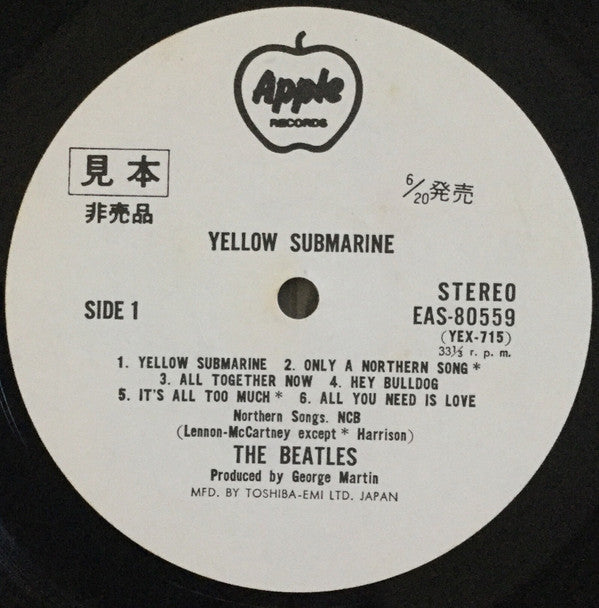 Apple
RECORDS
見本
非売品
6/20発売
YELLOW SUBMARINE
SIDE 1
STEREO
EAS-80559
(YEX-715)
33⅓ r. p. m.
1. YELLOW SUBMARINE 2. ONLY A NORTHERN SONG*
3. ALL TOGETHER NOW 4. HEY BULLDOG
5. IT'S ALL TOO MUCH* 6. ALL YOU NEED IS LOVE
Northern Songs. NCB
(Lennon-McCartney except* Harrison)
THE BEATLES
Produced by George Martin
MFD. BY TOSHIBA-EMI LTD. JAPAN